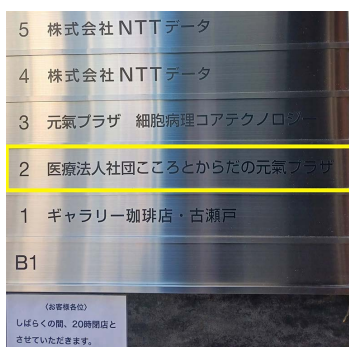 5 株式会社NTTデータ
4 株式会社NTTデータ
3 元氣プラザ 細胞病理コアテクノロジー
2 医療法人社団こころとからだの元氣プラザ
1 ギャラリー珈琲店・古瀬戸
B1
〈お客様各位〉
しばらくの間、20時閉店と
させていただきます。